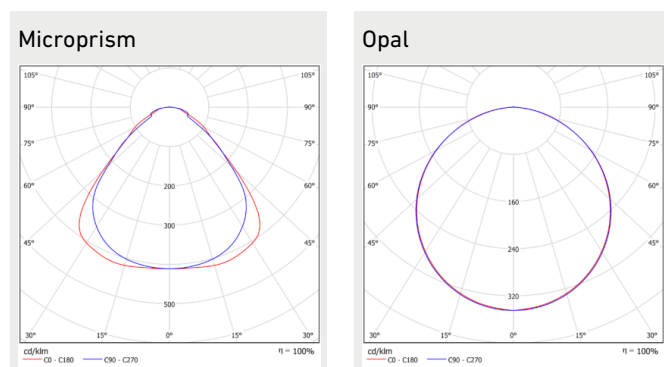 Microprism
105° 105°
90° 90°
75° 75°
60° 60°
45° 45°
200
300
500
30° 15° 0° 15° 30°
cd/klm η = 100%
C0 - C180 C90 - C270
Opal
105° 105°
90° 90°
75° 75°
60° 60°
45° 45°
160
240
320
30° 15° 0° 15° 30°
cd/klm η = 100%
C0 - C180 C90 - C270